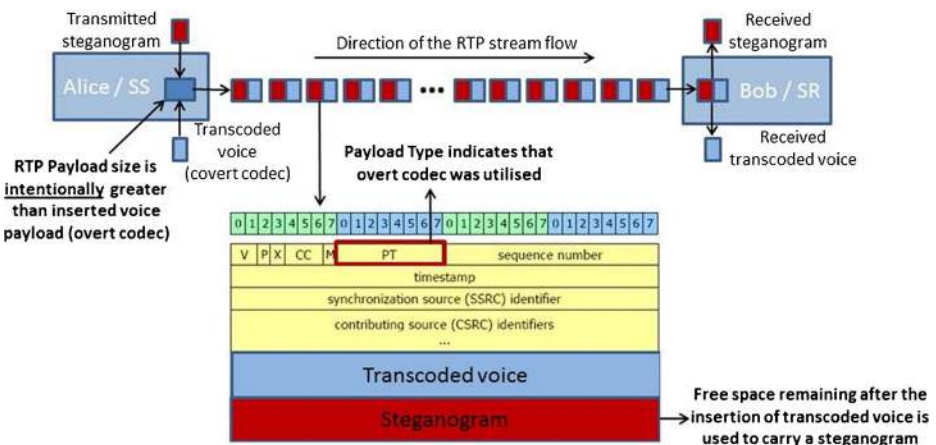 Transmitted
steganogram
Direction of the RTP stream flow
Received
steganogram
Alice / SS
•••
Bob / SR
Transcoded
voice
(covert codec)
Received
transcoded voice
RTP Payload size is
intentionally greater
than inserted voice
payload (overt codec)
Payload Type indicates that
overt codec was utilised
0 1 2 3 4 5 6 7 0 1 2 3 4 5 6 7 0 1 2 3 4 5 6 7 0 1 2 3 4 5 6 7
V P X CC M PT sequence number
timestamp
synchronization source (SSRC) identifier
contributing source (CSRC) identifiers
...
Transcoded voice
Steganogram
Free space remaining after the
insertion of transcoded voice is
used to carry a steganogram